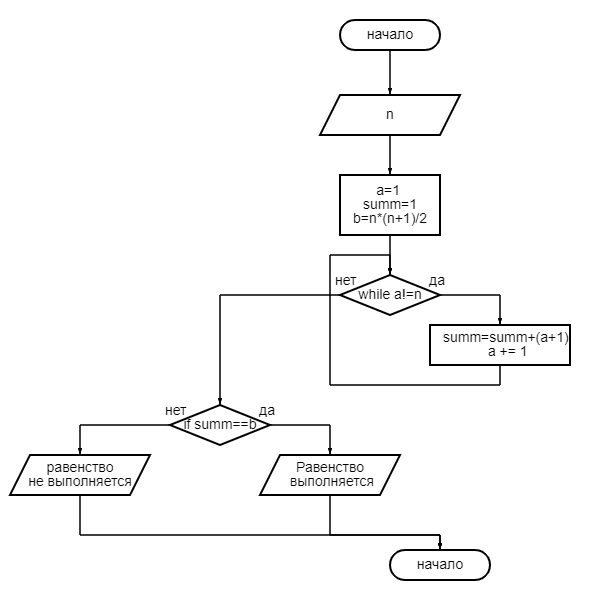 начало
n
a=1
summ=1
b=n*(n+1)/2
нет
да
while a!=n
summ=summ+(a+1)
a += 1
нет
да
if summ==b
равенство
не выполняется
Равенство
выполняется
начало